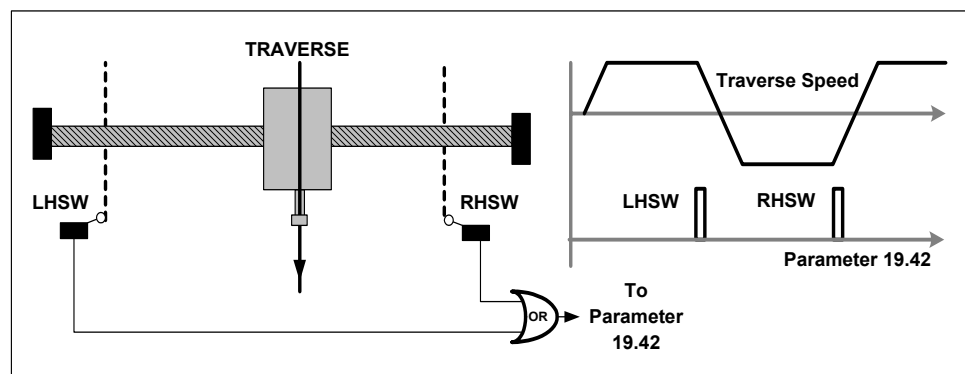 TRAVERSE
LHSW
RHSW
OR
To
Parameter
19.42
Traverse Speed
LHSW
RHSW
Parameter 19.42